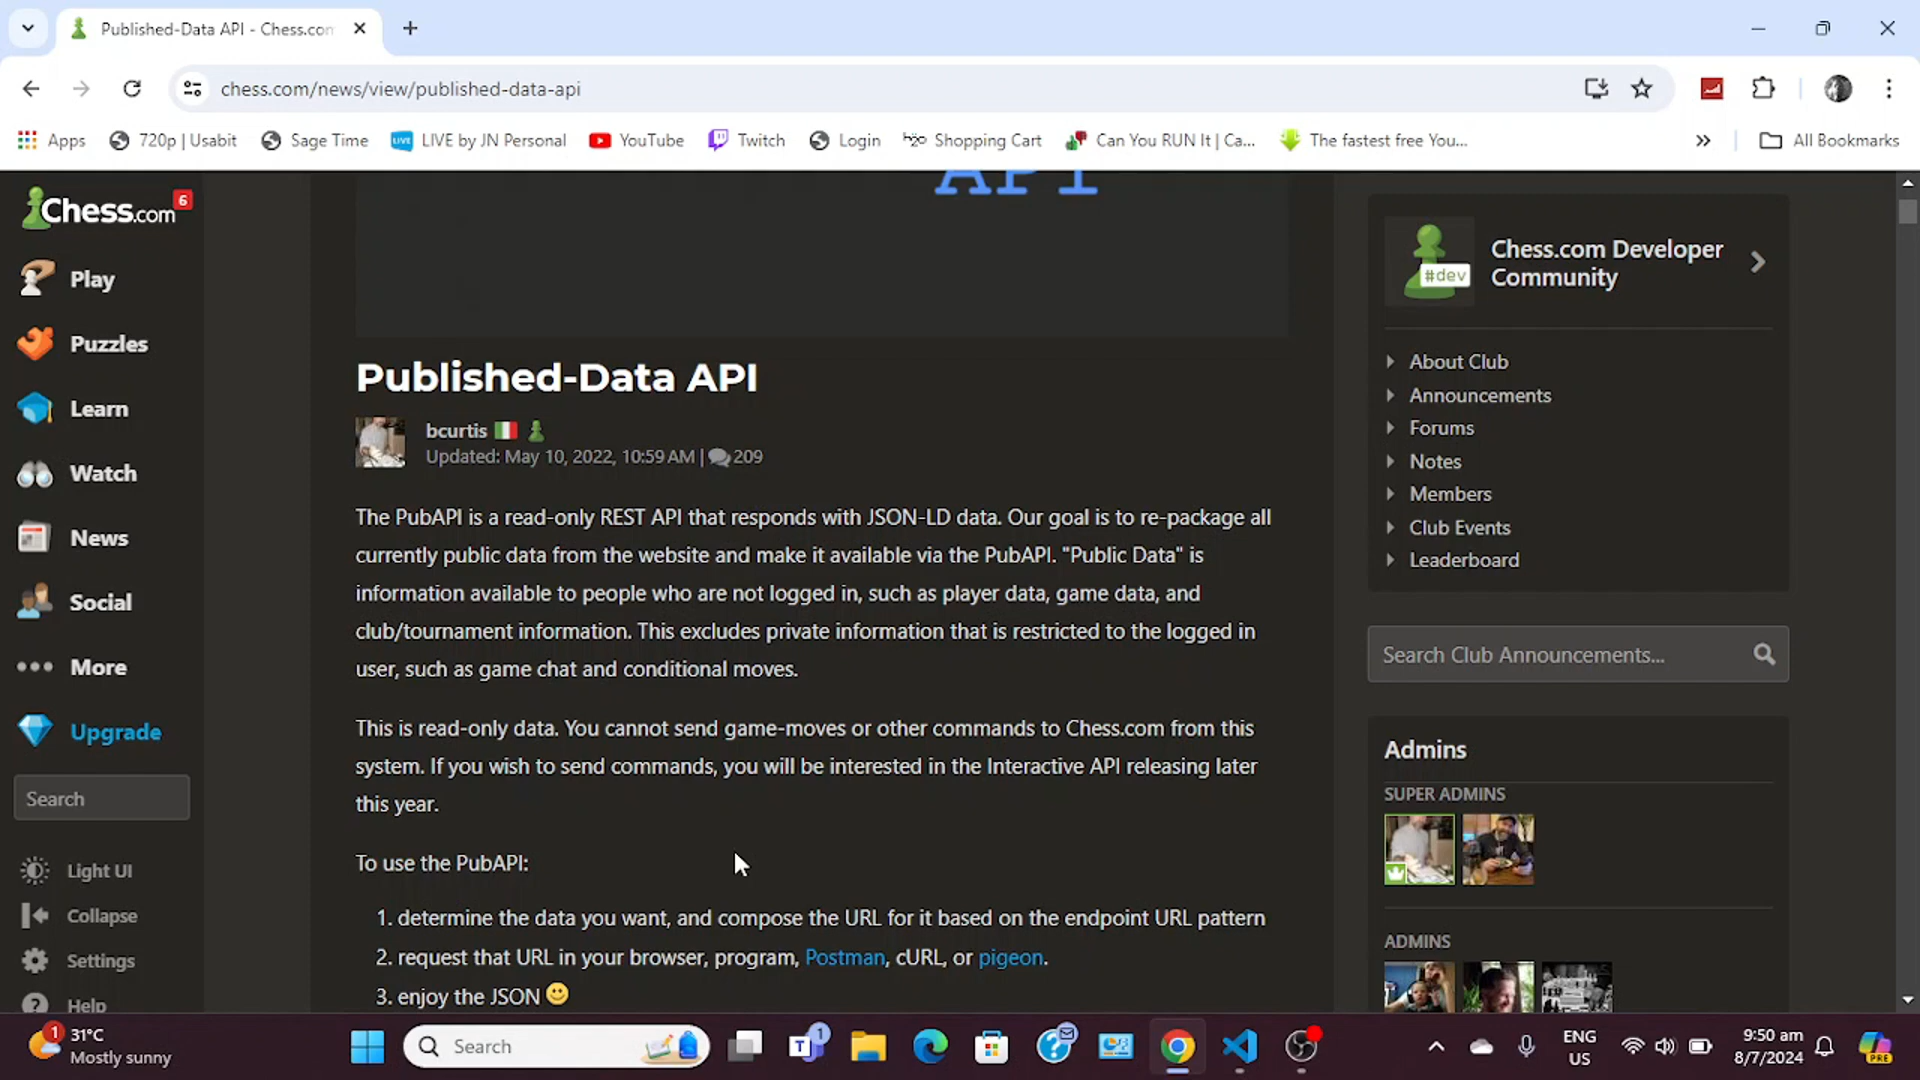 Published-Data API - Chess.com
chess.com/news/view/published-data-api
Apps
720p | Usabit
Sage Time
LIVE
LIVE by JN Personal
YouTube
Twitch
Login
Shopping Cart
Can You RUN It | Ca...
The fastest free You...
All Bookmarks
API
Chess.com
6
Play
Puzzles
Learn
Watch
News
Social
More
Upgrade
Search
Light UI
Collapse
Settings
Help
Published-Data API
bcurtis
Updated: May 10, 2022, 10:59 AM | 209
The PubAPI is a read-only REST API that responds with JSON-LD data. Our goal is to re-package all
currently public data from the website and make it available via the PubAPI. "Public Data" is
information available to people who are not logged in, such as player data, game data, and
club/tournament information. This excludes private information that is restricted to the logged in
user, such as game chat and conditional moves.
This is read-only data. You cannot send game-moves or other commands to Chess.com from this
system. If you wish to send commands, you will be interested in the Interactive API releasing later
this year.
To use the PubAPI:
1. determine the data you want, and compose the URL for it based on the endpoint URL pattern
2. request that URL in your browser, program, Postman, cURL, or pigeon.
3. enjoy the JSON
#dev
Chess.com Developer
Community
About Club
Announcements
Forums
Notes
Members
Club Events
Leaderboard
Search Club Announcements...
Admins
SUPER ADMINS
ADMINS
1
31°C
Mostly sunny
Search
T
1
PRE
ENG
US
9:50 am
8/7/2024